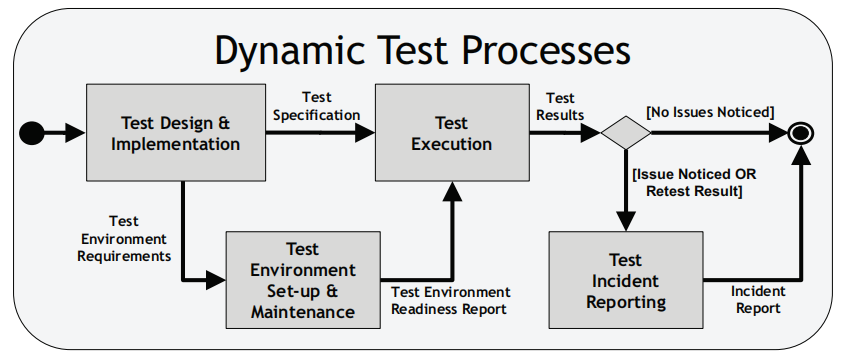 Dynamic Test Processes
Test Design &
Implementation
Test
Specification
Test
Execution
Test
Results
[No Issues Noticed]
[Issue Noticed OR
Retest Result]
Test
Environment
Requirements
Test
Environment
Set-up &
Maintenance
Test Environment
Readiness Report
Test
Incident
Reporting
Incident
Report